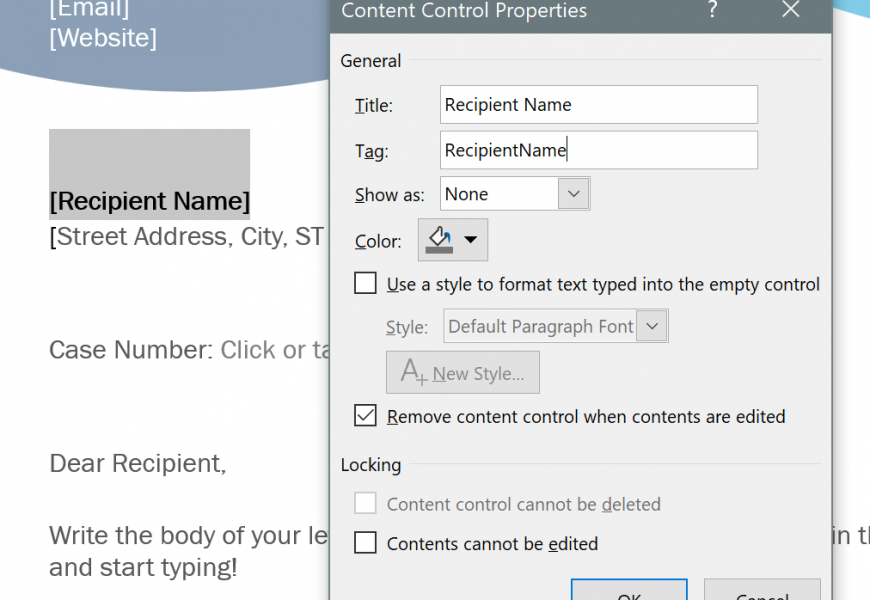 [Email]
[Website]
[Recipient Name]
[Street Address, City, ST
Case Number: Click or ta
Dear Recipient,
Write the body of your le
in th
and start typing!
Content Control Properties
?
General
Title: Recipient Name
Tag: RecipientName
Show as: None
Color:
Use a style to format text typed into the empty control
Style: Default Paragraph Font
A+ New Style...
Remove content control when contents are edited
Locking
Content control cannot be deleted
Contents cannot be edited
OK Cancel